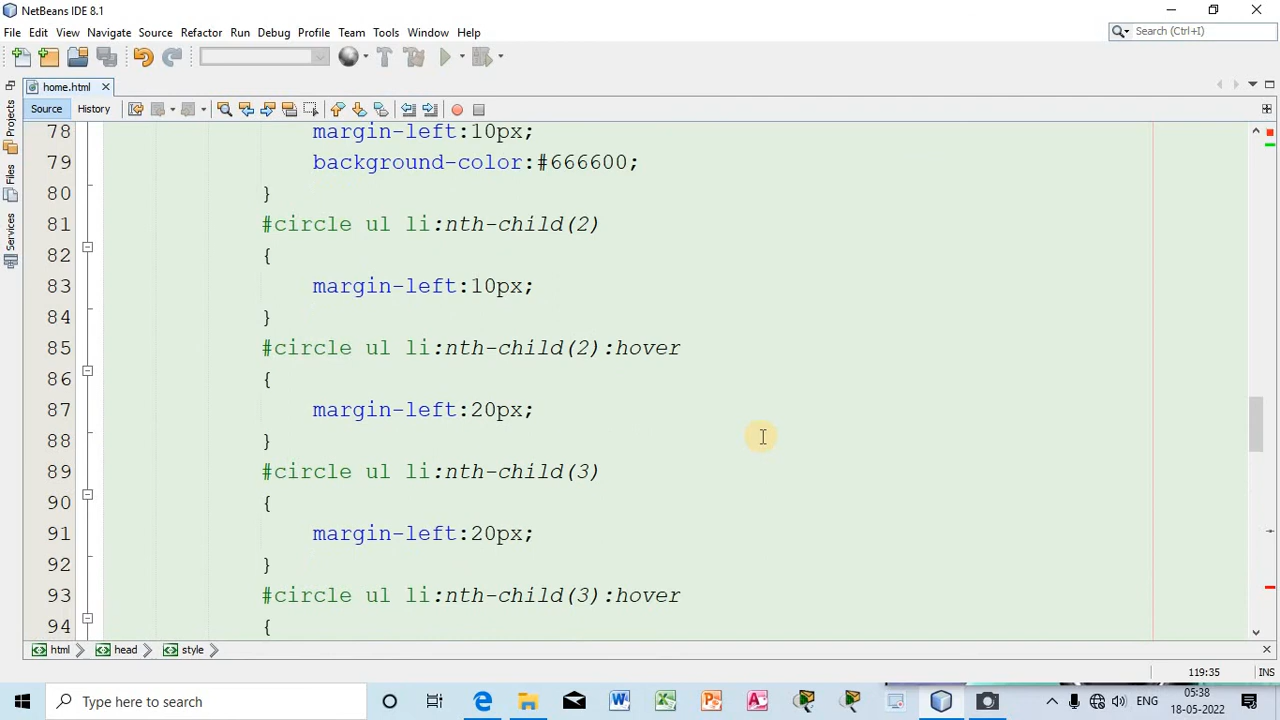 NetBeans IDE 8.1
File Edit View Navigate Source Refactor Run Debug Profile Team Tools Window Help
Search (Ctrl+I)
home.html
Source History
Projects
Files
Services
78 margin-left:10px;
79 background-color:#666600;
80 }
81 #circle ul li:nth-child(2)
82 {
83 margin-left:10px;
84 }
85 #circle ul li:nth-child(2):hover
86 {
87 margin-left:20px;
88 }
89 #circle ul li:nth-child(3)
90 {
91 margin-left:20px;
92 }
93 #circle ul li:nth-child(3):hover
94 {
html head style
119:35 INS
Type here to search
ENG
05:38
18-05-2022